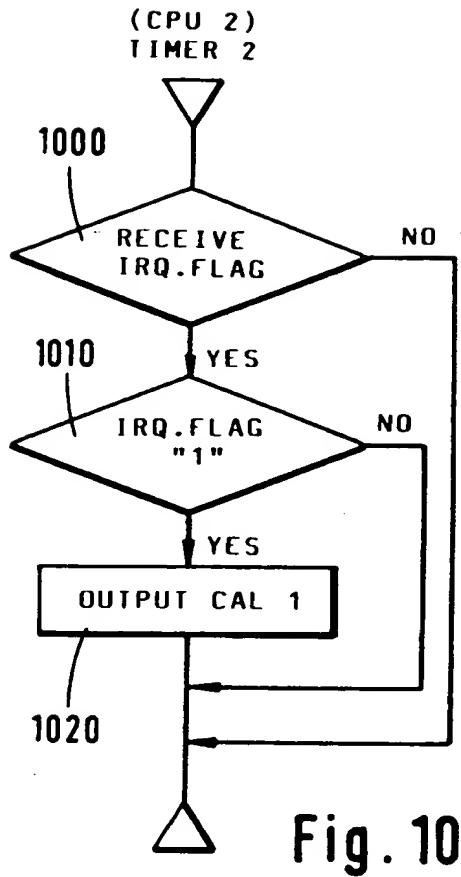 (CPU 2)
TIMER 2
1000
RECEIVE
IRQ.FLAG
NO
YES
1010
IRQ.FLAG
"1"
NO
YES
OUTPUT CAL 1
1020
Fig. 10